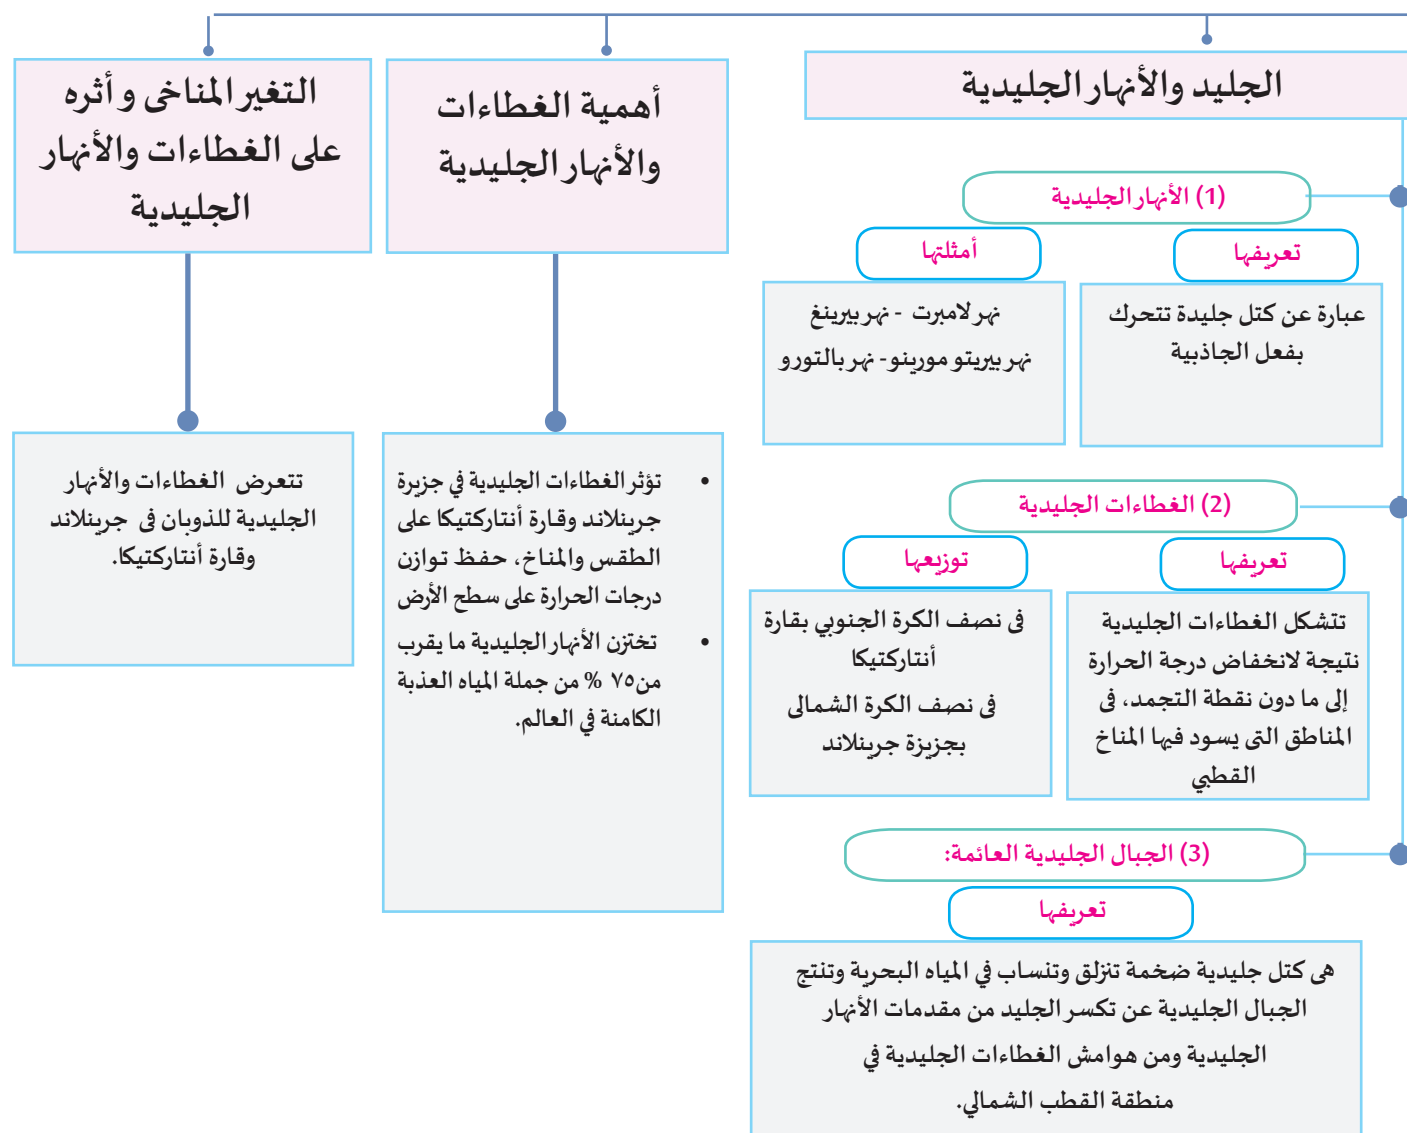 الجليد والأنهار الجليدية
(1) الأنهار الجليدية
تعريفها
عبارة عن كتل جليدة تتحرك
بفعل الجاذبية
أمثلتها
نهر لامبرت - نهر بيرينغ
نهر بيريتو مورينو - نهر بالتورو
(2) الغطاءات الجليدية
تعريفها
تتشكل الغطاءات الجليدية
نتيجة لانخفاض درجة الحرارة
إلى ما دون نقطة التجمد، فى
المناطق التى يسود فيها المناخ
القطبي
توزيعها
فى نصف الكرة الجنوبي بقارة
أنتاركتيكا
فى نصف الكرة الشمالى
بجزيزة جرينلاند
(3) الجبال الجليدية العائمة:
تعريفها
هى كتل جليدية ضخمة تنزلق وتنساب في المياه البحرية وتنتج
الجبال الجليدية عن تكسر الجليد من مقدمات الأنهار
الجليدية ومن هوامش الغطاءات الجليدية في
منطقة القطب الشمالي.
أهمية الغطاءات
والأنهار الجليدية
• تؤثر الغطاءات الجليدية في جزيرة
جرينلاند وقارة أنتاركتيكا على
الطقس والمناخ، حفظ توازن
درجات الحرارة على سطح الأرض
• تختزن الأنهار الجليدية ما يقرب
من٧٥ % من جملة المياه العذبة
الكامنة في العالم.
التغير المناخى و أثره
على الغطاءات والأنهار
الجليدية
تتعرض الغطاءات والأنهار
الجليدية للذوبان فى جرينلاند
وقارة أنتاركتيكا.